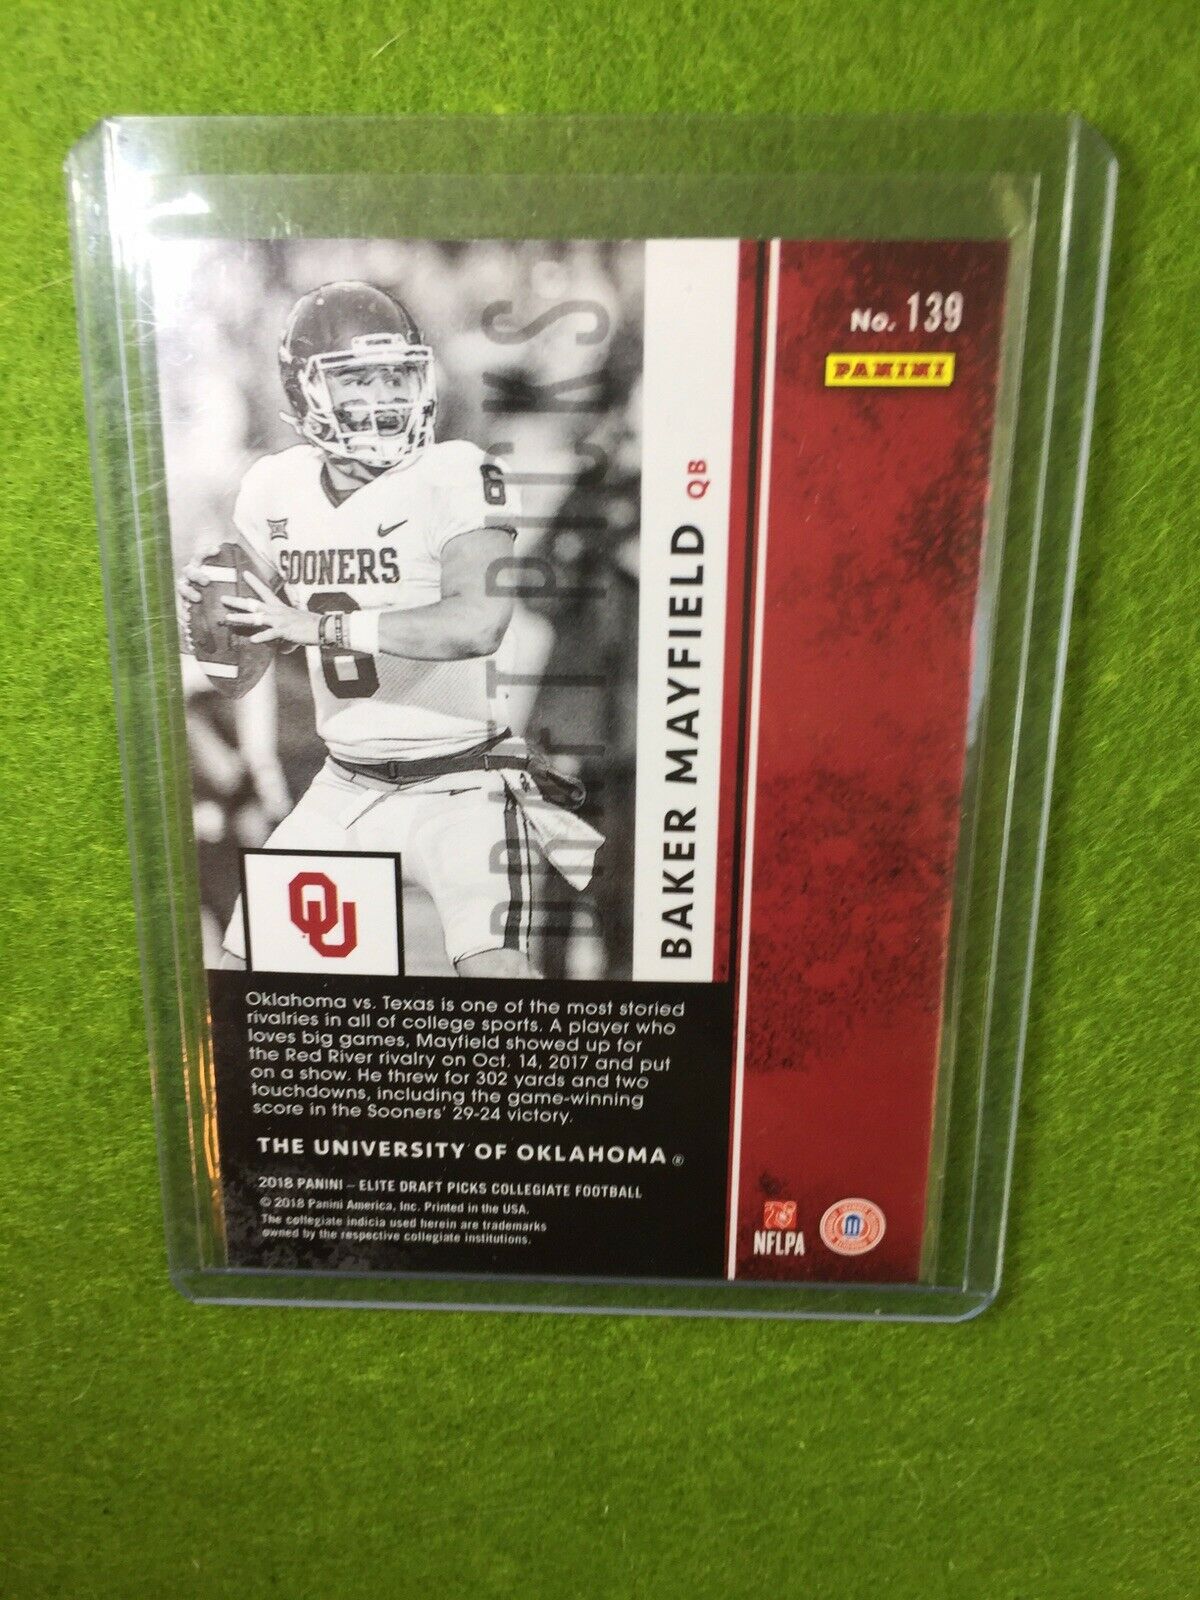 No. 139
PANINI
DRAFT PICKS
BAKER MAYFIELD QB
6
SOONERS
6
OU
Oklahoma vs. Texas is one of the most storied
rivalries in all of college sports. A player who
loves big games, Mayfield showed up for
the Red River rivalry on Oct. 14, 2017 and put
on a show. He threw for 302 yards and two
touchdowns, including the game-winning
score in the Sooners' 29-24 victory.
THE UNIVERSITY OF OKLAHOMA ®
2018 PANINI – ELITE DRAFT PICKS COLLEGIATE FOOTBALL
© 2018 Panini America, Inc. Printed in the USA.
The collegiate indicia used herein are trademarks
owned by the respective collegiate institutions.
NFLPA